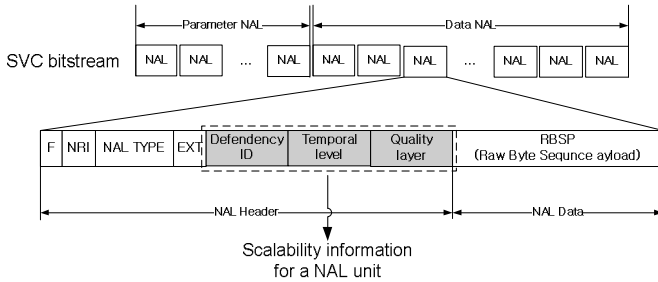 Parameter NAL
Data NAL
SVC bitstream
NAL NAL ... NAL NAL NAL NAL ... NAL NAL NAL
F NRI NAL TYPE EXT Defendency ID Temporal level Quality layer RBSP
(Raw Byte Sequnce ayload)
NAL Header
NAL Data
Scalability information
for a NAL unit